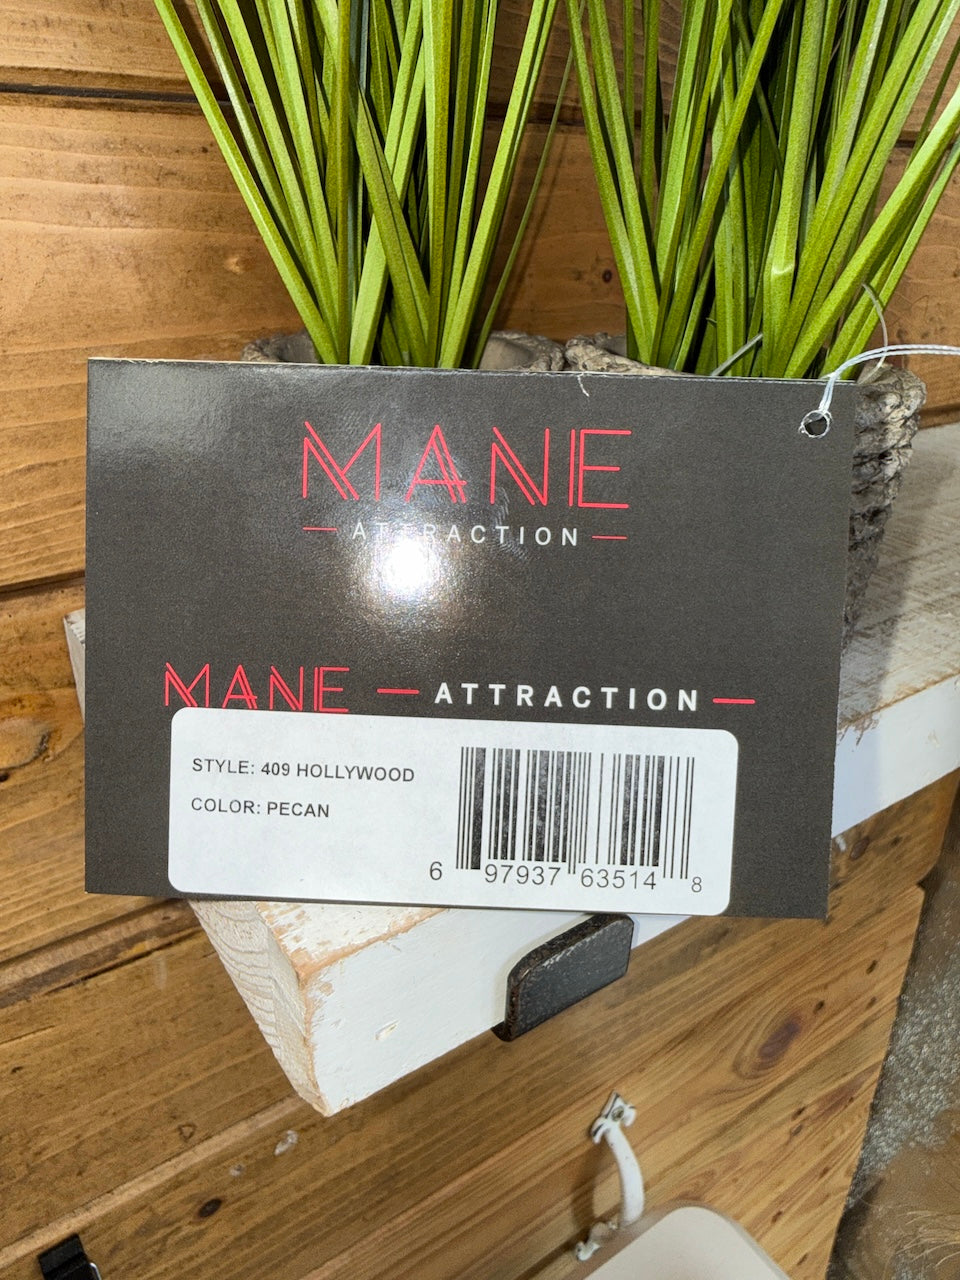 MANE
ATTRACTION
MANE — ATTRACTION —
STYLE: 409 HOLLYWOOD
COLOR: PECAN
6 97937 63514 8